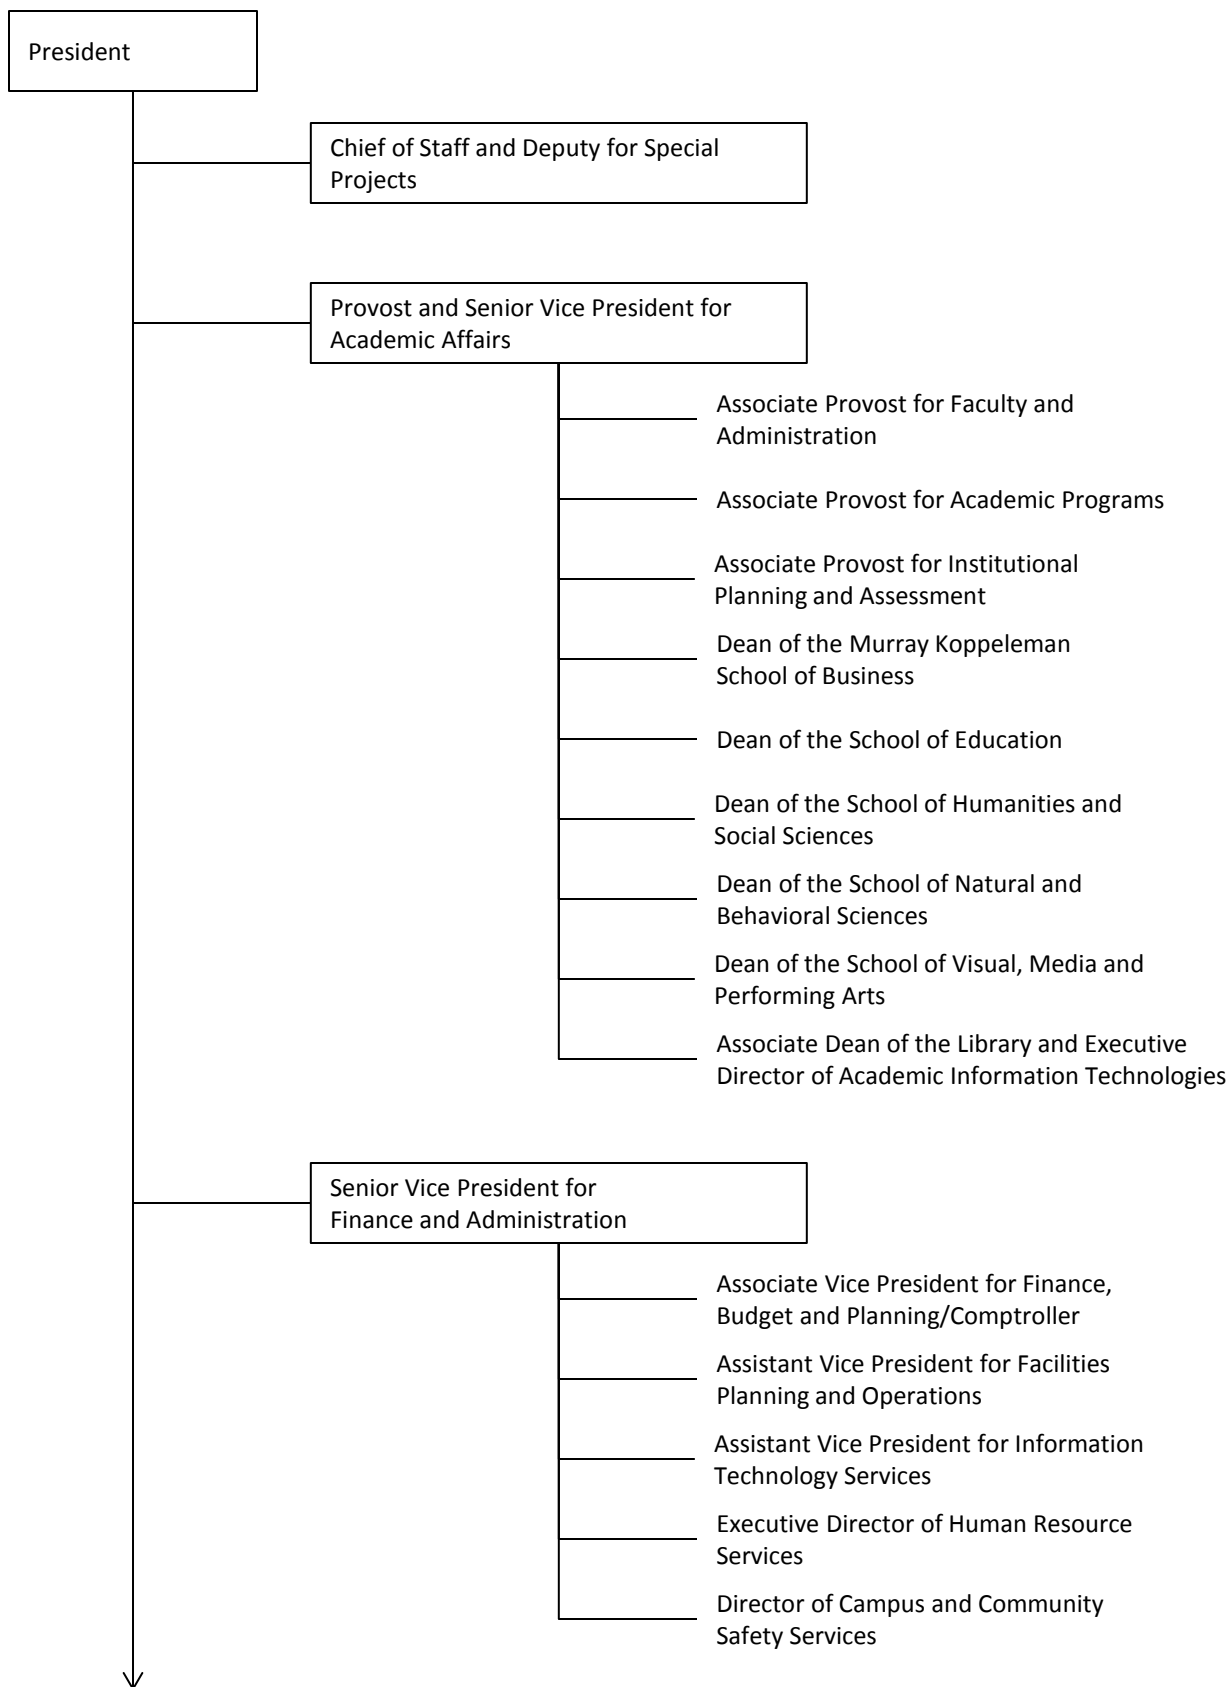 President
Chief of Staff and Deputy for Special
Projects
Provost and Senior Vice President for
Academic Affairs
Associate Provost for Faculty and
Administration
Associate Provost for Academic Programs
Associate Provost for Institutional
Planning and Assessment
Dean of the Murray Koppeleman
School of Business
Dean of the School of Education
Dean of the School of Humanities and
Social Sciences
Dean of the School of Natural and
Behavioral Sciences
Dean of the School of Visual, Media and
Performing Arts
Associate Dean of the Library and Executive
Director of Academic Information Technologies
Senior Vice President for
Finance and Administration
Associate Vice President for Finance,
Budget and Planning/Comptroller
Assistant Vice President for Facilities
Planning and Operations
Assistant Vice President for Information
Technology Services
Executive Director of Human Resource
Services
Director of Campus and Community
Safety Services